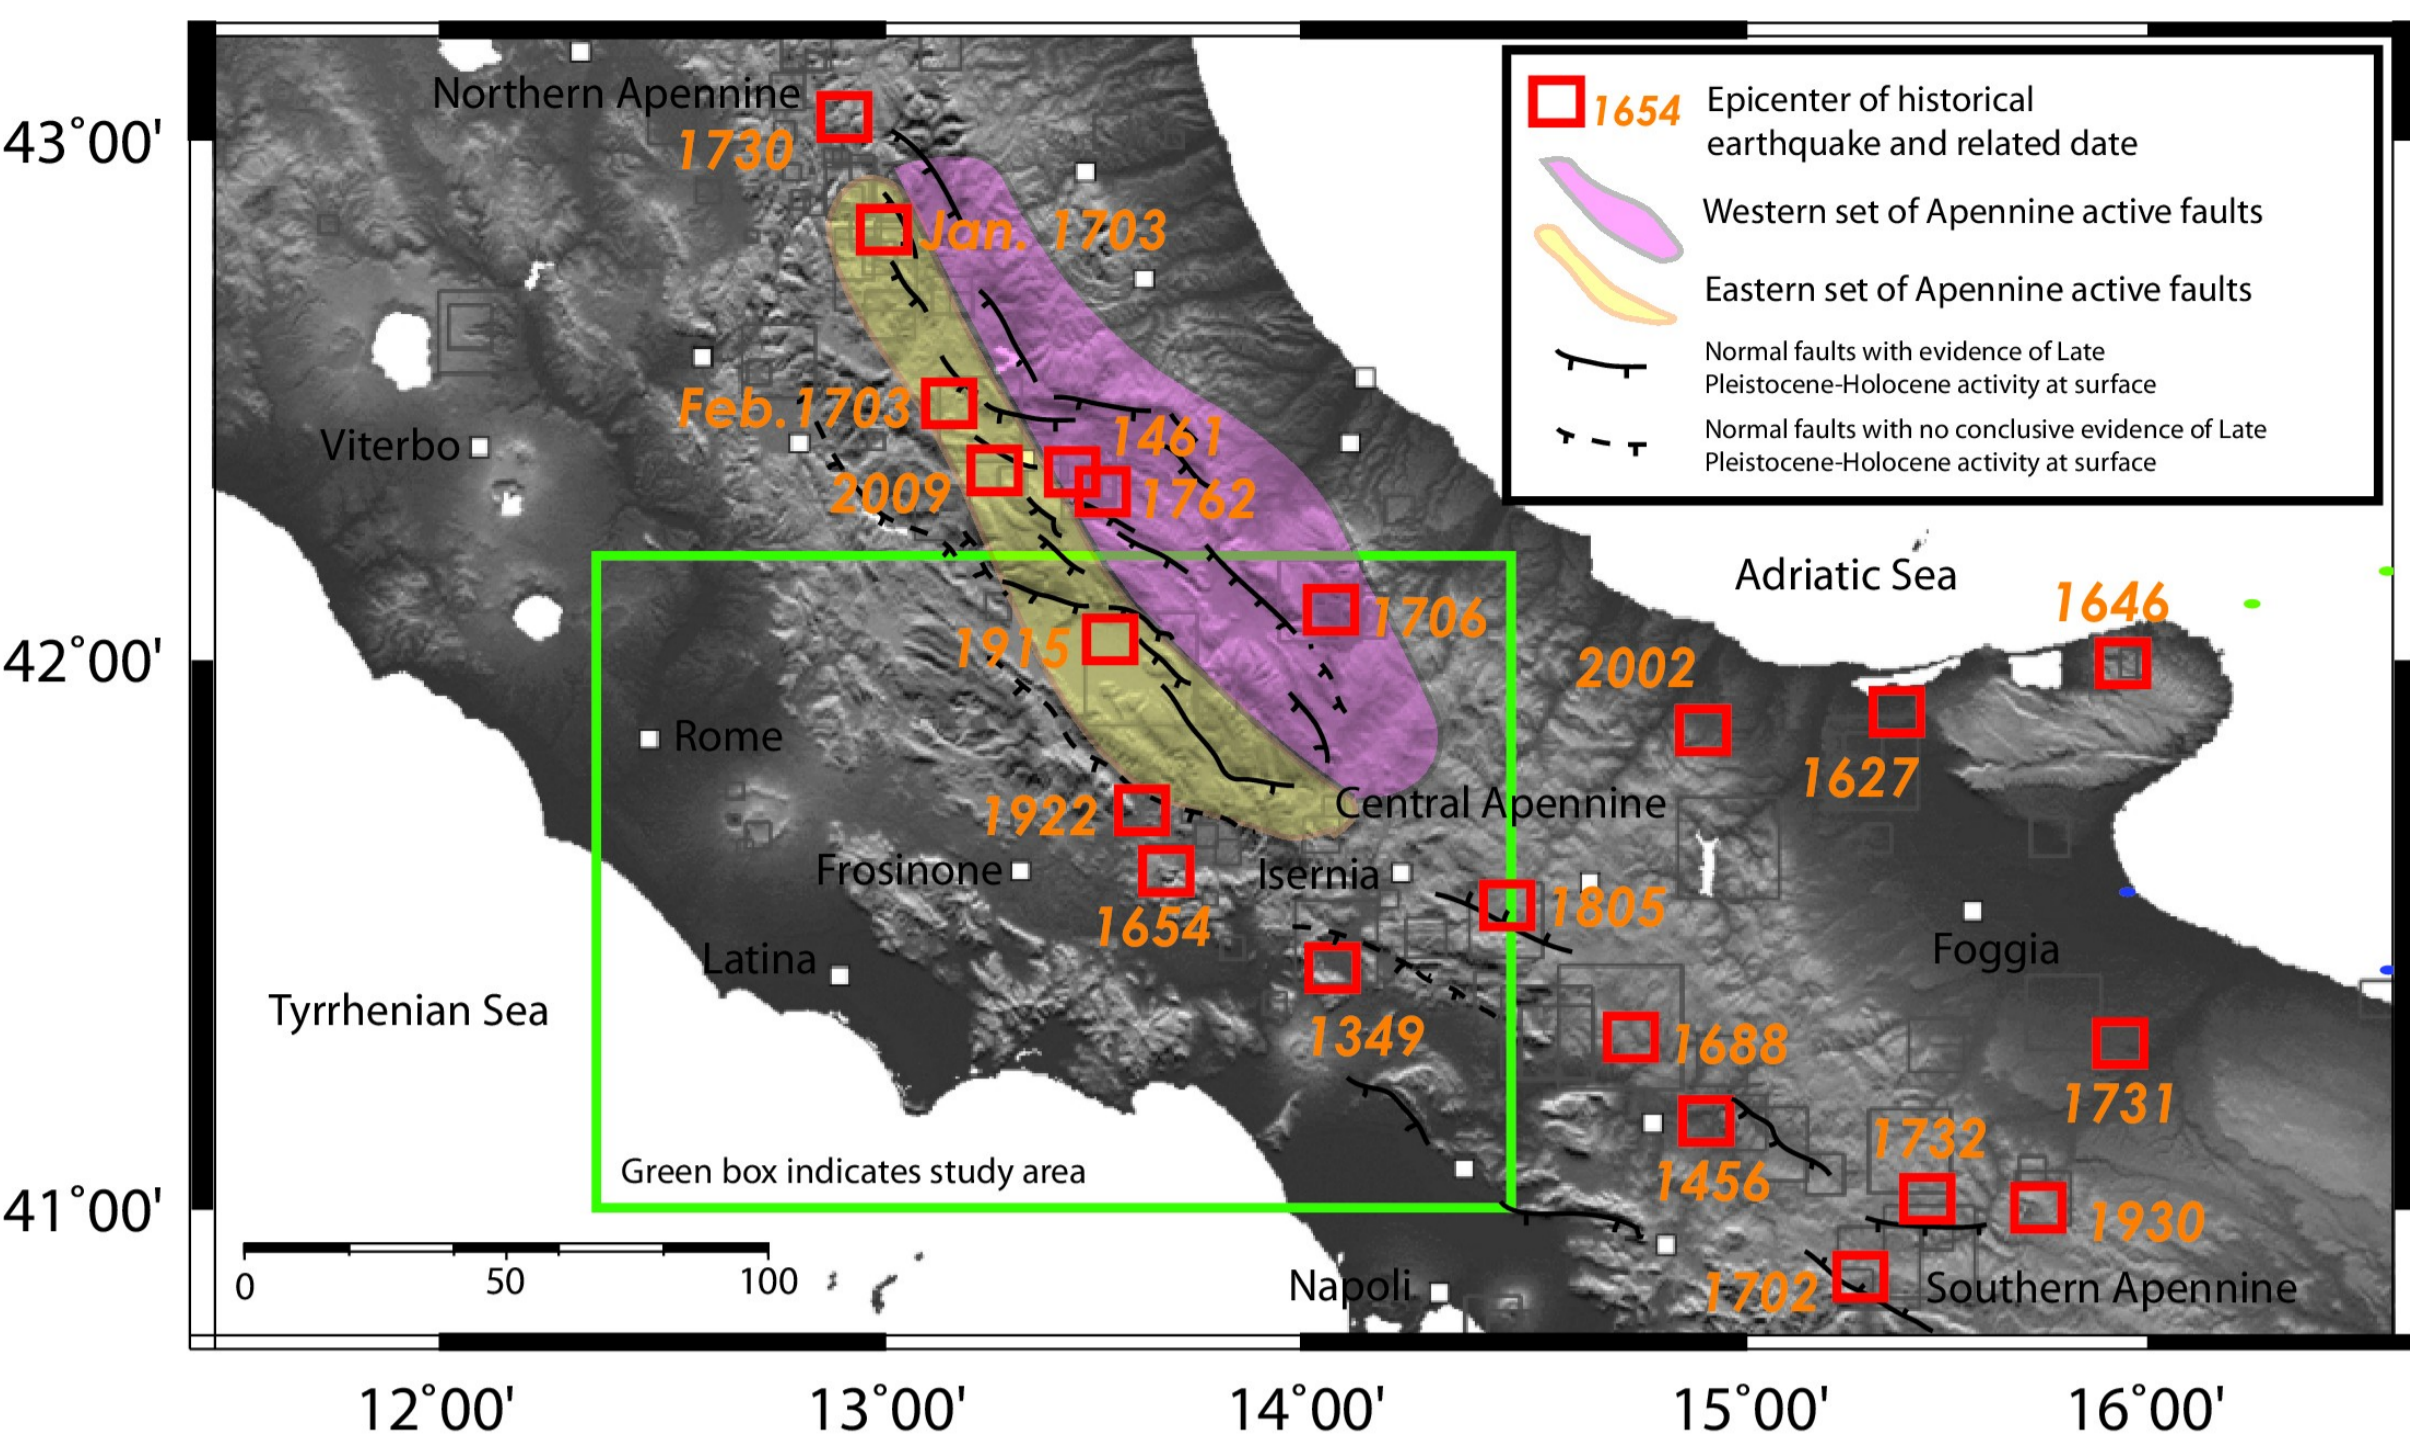 Northern Apennine
1730
Jan. 1703
Feb.1703
1461
2009
1762
Viterbo
1915
1706
Rome
1922
Central Apennine
Frosinone
1654
Isernia
1805
Latina
1349
Tyrrhenian Sea
Green box indicates study area
Adriatic Sea
1646
2002
1627
Foggia
1688
1731
1456
1732
1930
1702
Southern Apennine
Napoli
1654
Epicenter of historical
earthquake and related date
Western set of Apennine active faults
Eastern set of Apennine active faults
Normal faults with evidence of Late
Pleistocene-Holocene activity at surface
Normal faults with no conclusive evidence of Late
Pleistocene-Holocene activity at surface
43°00'
42°00'
41°00'
0 50 100
12°00' 13°00' 14°00' 15°00' 16°00'